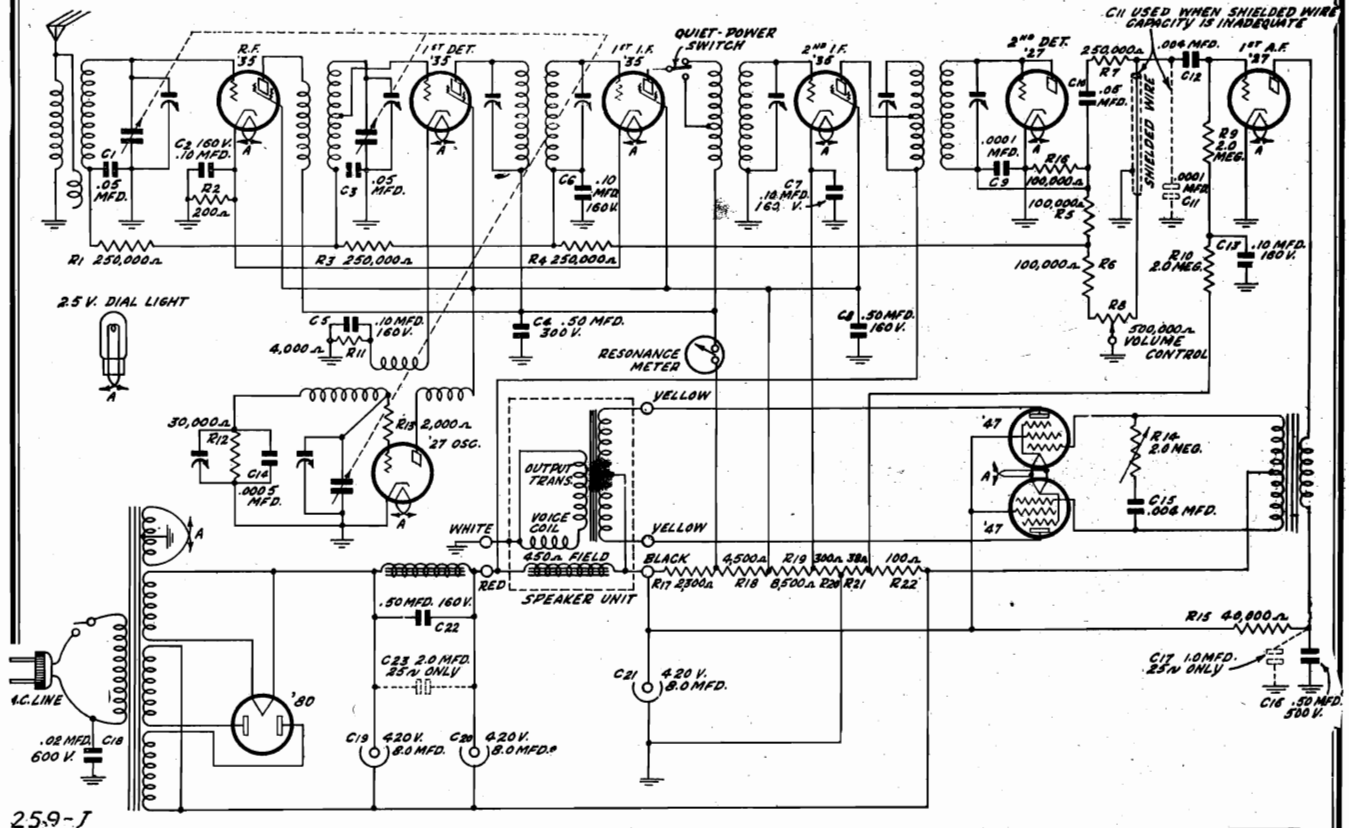 C11 USED WHEN SHIELDED WIRE
CAPACITY IS INADEQUATE
QUIET-POWER
SWITCH
R.F.
'35
1ST DET.
'35
1ST I.F.
'35
2ND I.F.
'35
2ND DET.
'27
250,000Ω
R7
.004 MFD.
C12
1ST A.F.
'27
C1
.05
MFD.
C2 160 V.
.10 MFD.
R2
200Ω
A
C3
.05
MFD.
A
C6
.10
MFD.
160V.
A
C7
.10 MFD.
160 V.
A
.0001
MFD.
C9
A
C10
.05
MFD.
R16
100,000Ω
100,000Ω
R5
SHIELDED WIRE
.0001
MFD.
C11
R9
2.0
MEG.
A
R1 250,000Ω
R3 250,000Ω
R4 250,000Ω
100,000Ω R6
R10
2.0 MEG.
C13 .10 MFD.
160 V.
2.5 V. DIAL LIGHT
A
C5 .10 MFD.
160V.
4,000Ω R11
C4 .50 MFD.
300 V.
RESONANCE
METER
C8 .50 MFD.
160V.
R8
500,000Ω
VOLUME
CONTROL
30,000Ω
R12
C14
.0005
MFD.
R13 2,000Ω
'27 OSC.
A
YELLOW
OUTPUT
TRANS.
VOICE
COIL
YELLOW
WHITE
450Ω FIELD
RED
SPEAKER UNIT
BLACK
'47
A
'47
R14
2.0 MEG.
C15
.004 MFD.
R17 2300Ω
4,500Ω
R18
R19
8,500Ω
300Ω
R20
R21
100Ω
R22
A
.50 MFD. 160V.
C22
C23 2.0 MFD.
25~ ONLY
A.C. LINE
.02 MFD. C18
600 V.
'80
C19 420 V.
8.0 MFD.
C20 420 V.
8.0 MFD.
C21 420 V.
8.0 MFD.
R15 40,000Ω
C17 1.0 MFD.
25~ ONLY
C16 .50 MFD.
500 V.
259-J